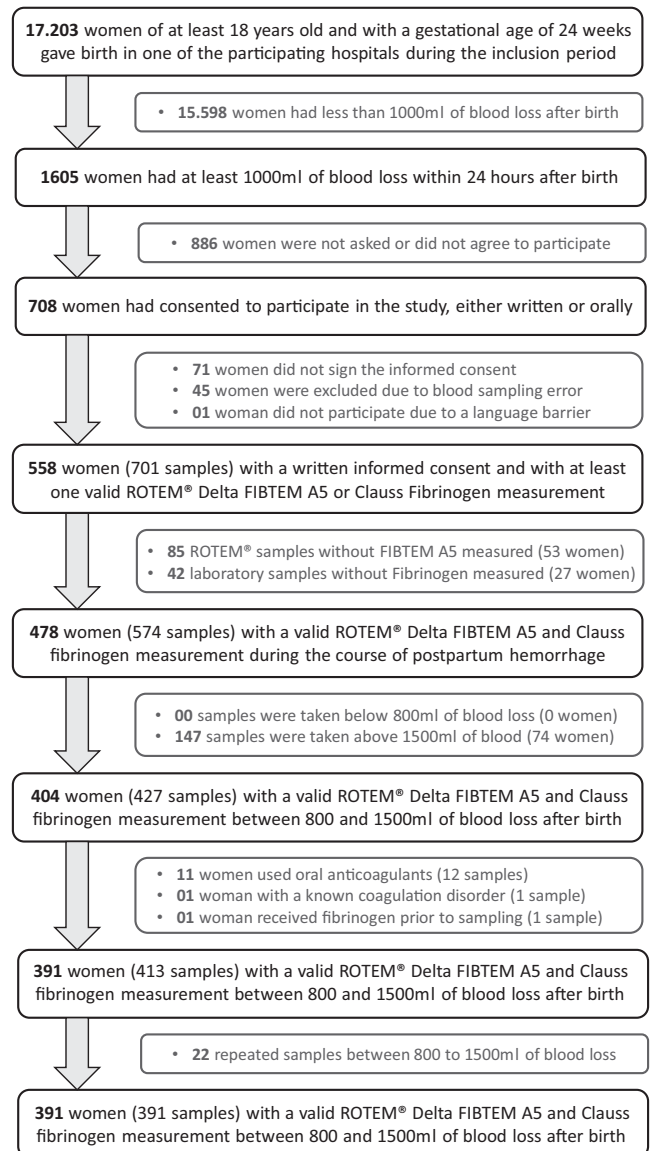 17.203 women of at least 18 years old and with a gestational age of 24 weeks
gave birth in one of the participating hospitals during the inclusion period
• 15.598 women had less than 1000ml of blood loss after birth
1605 women had at least 1000ml of blood loss within 24 hours after birth
• 886 women were not asked or did not agree to participate
708 women had consented to participate in the study, either written or orally
• 71 women did not sign the informed consent
• 45 women were excluded due to blood sampling error
• 01 woman did not participate due to a language barrier
558 women (701 samples) with a written informed consent and with at least
one valid ROTEM® Delta FIBTEM A5 or Clauss Fibrinogen measurement
• 85 ROTEM® samples without FIBTEM A5 measured (53 women)
• 42 laboratory samples without Fibrinogen measured (27 women)
478 women (574 samples) with a valid ROTEM® Delta FIBTEM A5 and Clauss
fibrinogen measurement during the course of postpartum hemorrhage
• 00 samples were taken below 800ml of blood loss (0 women)
• 147 samples were taken above 1500ml of blood (74 women)
404 women (427 samples) with a valid ROTEM® Delta FIBTEM A5 and Clauss
fibrinogen measurement between 800 and 1500ml of blood loss after birth
• 11 women used oral anticoagulants (12 samples)
• 01 woman with a known coagulation disorder (1 sample)
• 01 woman received fibrinogen prior to sampling (1 sample)
391 women (413 samples) with a valid ROTEM® Delta FIBTEM A5 and Clauss
fibrinogen measurement between 800 and 1500ml of blood loss after birth
• 22 repeated samples between 800 to 1500ml of blood loss
391 women (391 samples) with a valid ROTEM® Delta FIBTEM A5 and Clauss
fibrinogen measurement between 800 and 1500ml of blood loss after birth